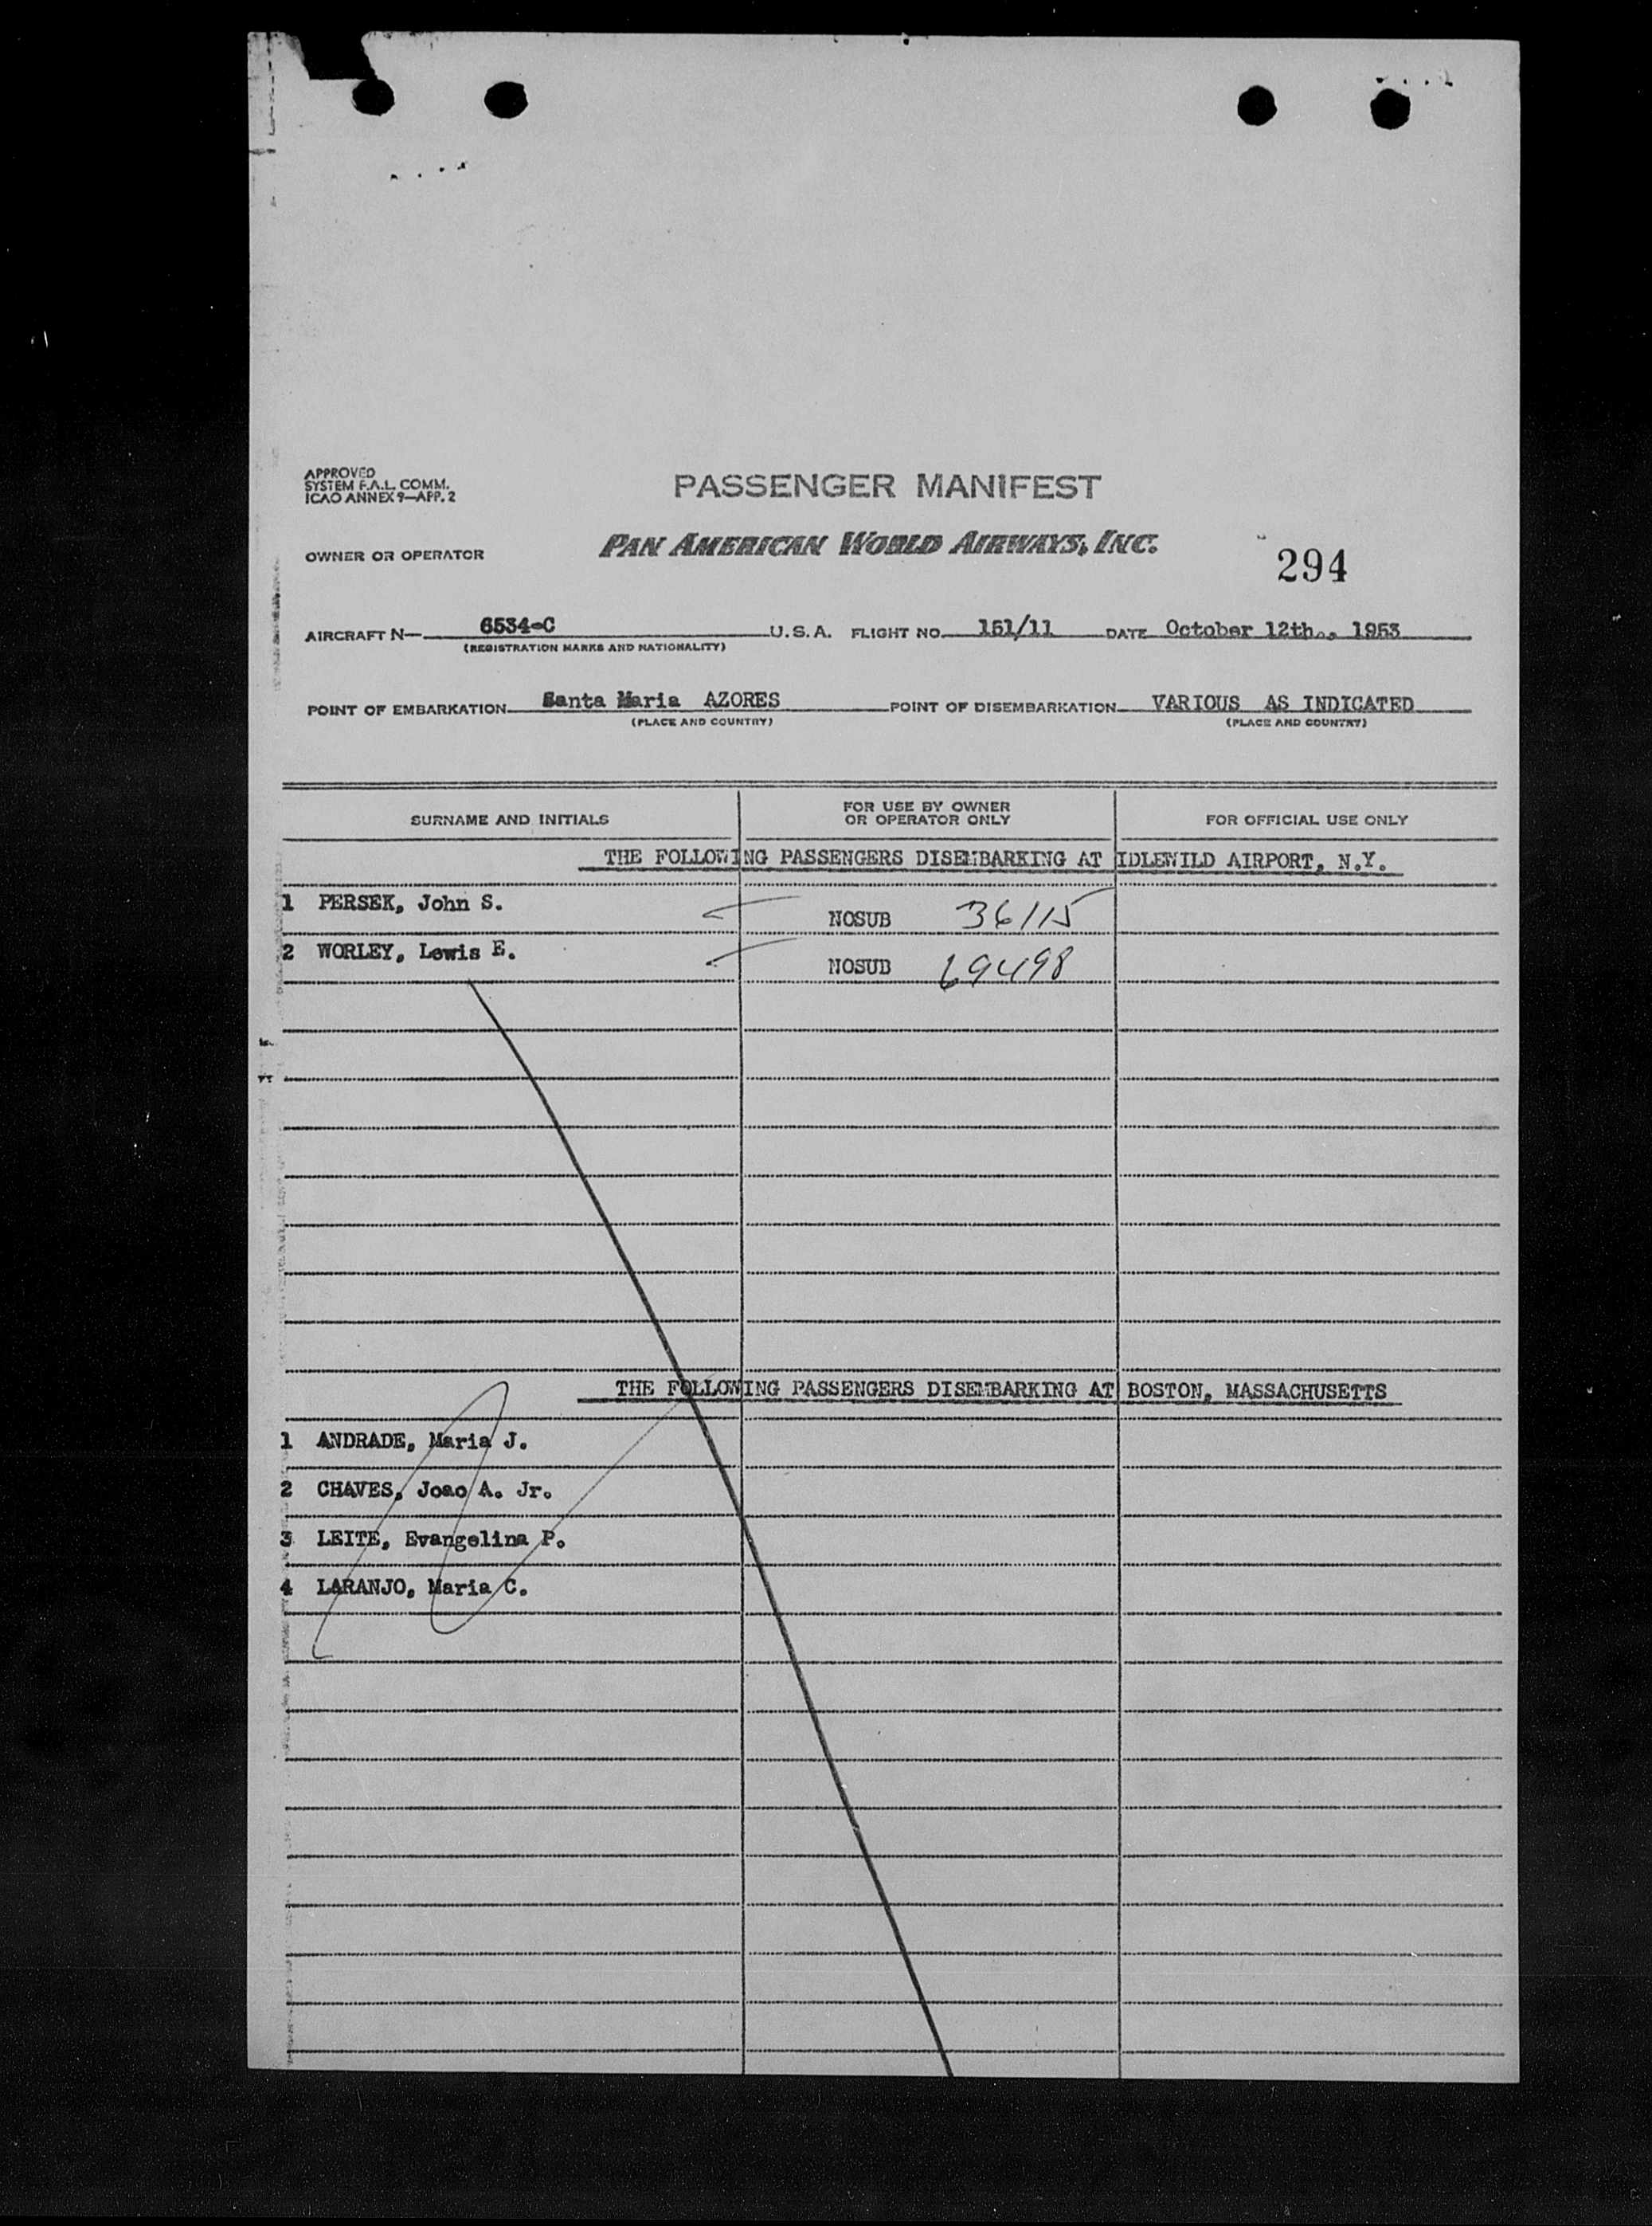 APPROVED
SYSTEM F.A.L. COMM.
ICAO ANNEX 9—APP. 2
PASSENGER MANIFEST
OWNER OR OPERATOR
PAN AMERICAN WORLD AIRWAYS, INC.
294
AIRCRAFT N— 6534-C U.S.A. FLIGHT NO. 151/11 DATE October 12th., 1953
(REGISTRATION MARKS AND NATIONALITY)
POINT OF EMBARKATION Santa Maria AZORES POINT OF DISEMBARKATION VARIOUS AS INDICATED
(PLACE AND COUNTRY) (PLACE AND COUNTRY)
SURNAME AND INITIALS
FOR USE BY OWNER
OR OPERATOR ONLY
FOR OFFICIAL USE ONLY
THE FOLLOWING PASSENGERS DISEMBARKING AT IDLEWILD AIRPORT, N.Y.
1 PERSEK, John S. NOSUB 36115
2 WORLEY, Lewis E. NOSUB 69498
THE FOLLOWING PASSENGERS DISEMBARKING AT BOSTON, MASSACHUSETTS
1 ANDRADE, Maria J.
2 CHAVES, Joao A. Jr.
3 LEITE, Evangelina P.
4 LARANJO, Maria C.